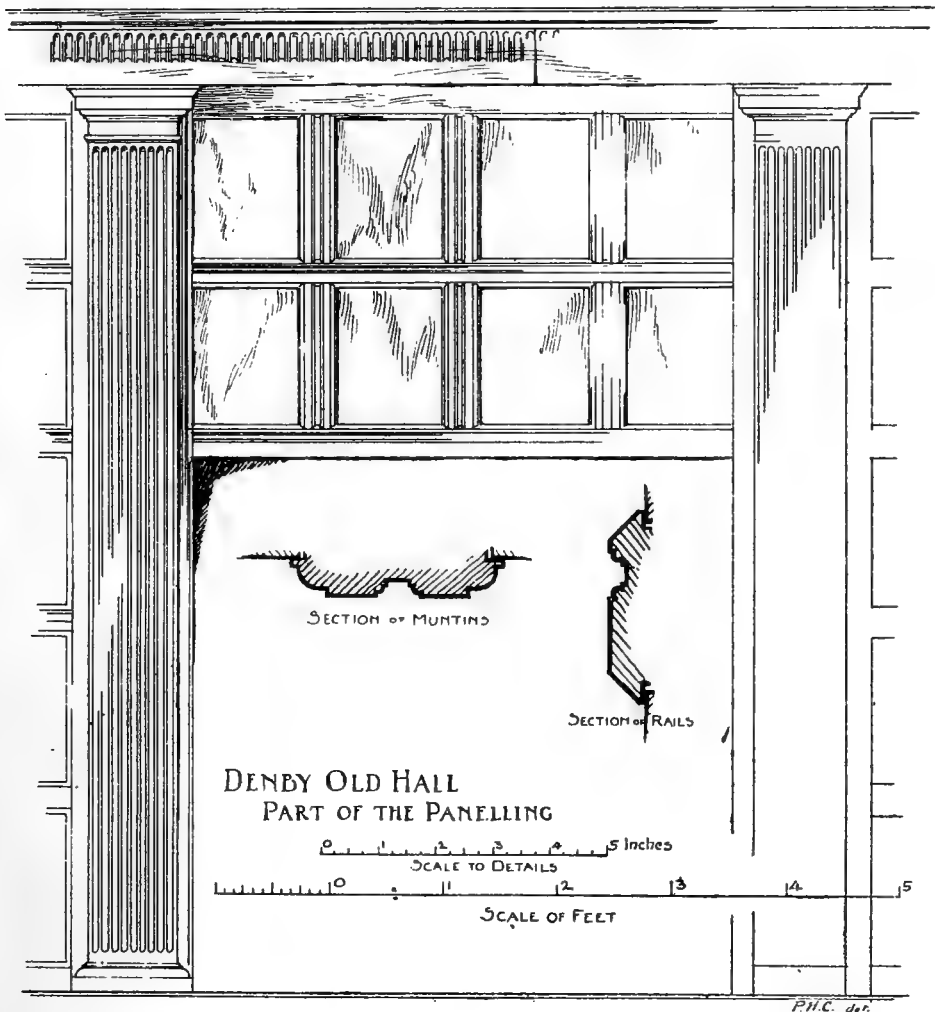 SECTION OF MUNTINS
SECTION OF RAILS
DENBY OLD HALL
PART OF THE PANELLING
0 1 2 3 4 5 Inches
SCALE TO DETAILS
0 1 2 3 4 5
SCALE OF FEET
P.H.C. del.